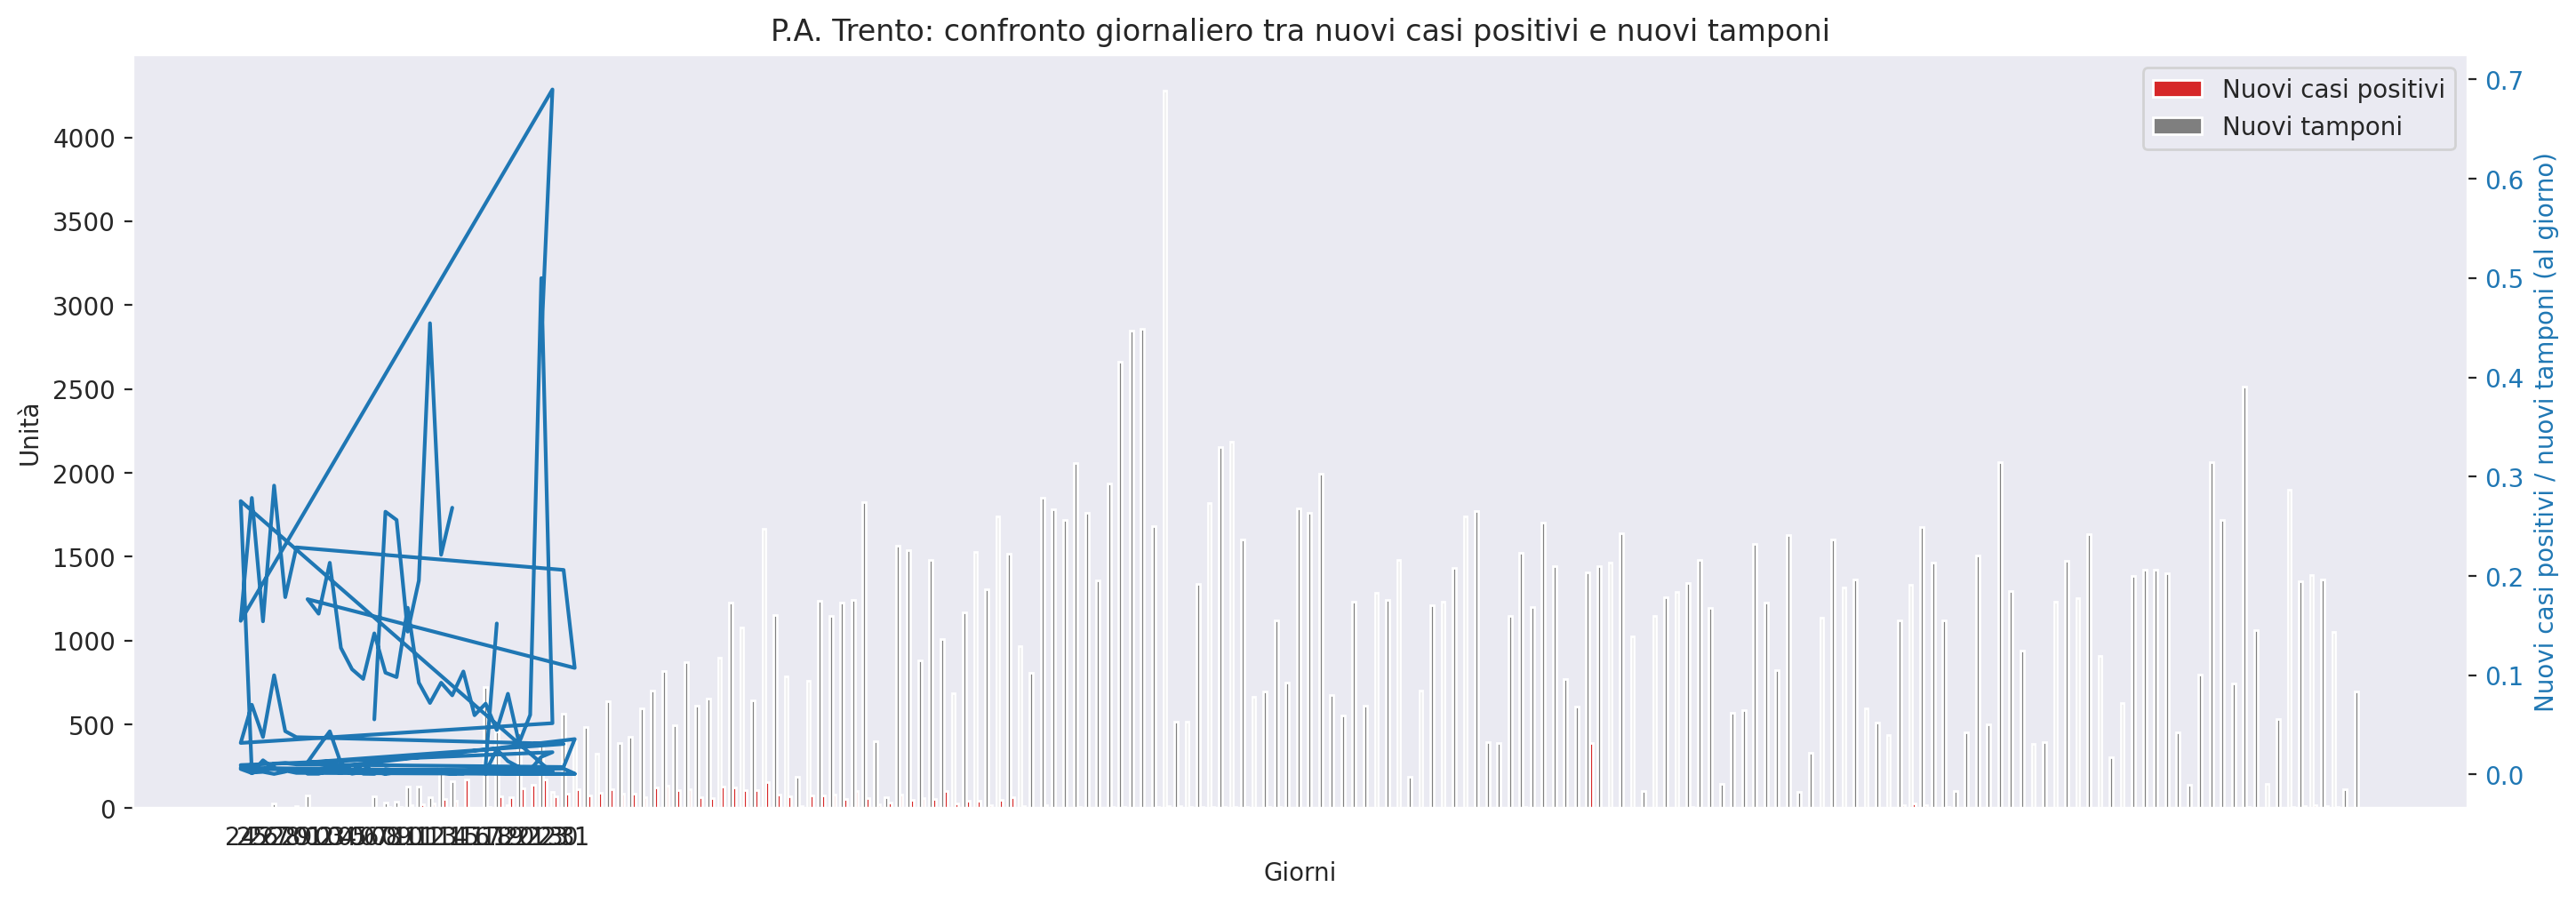 P.A. Trento: confronto giornaliero tra nuovi casi positivi e nuovi tamponi
Nuovi casi positivi
Nuovi tamponi
Unità
4000
3500
3000
2500
2000
1500
1000
500
0
0.7
0.6
0.5
0.4
0.3
0.2
0.1
0.0
Nuovi casi positivi / nuovi tamponi (al giorno)
Giorni